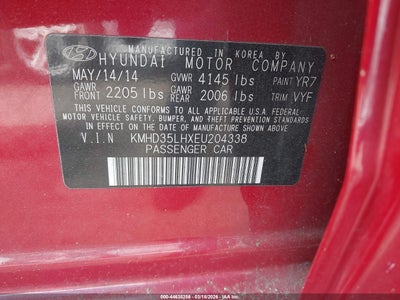 MANUFACTURED IN KOREA BY
HYUNDAI MOTOR COMPANY
MAY/14/14 GVWR 4145 lbs PAINT YR7
GAWR FRONT 2205 lbs GAWR REAR 2006 lbs TRIM VYF
THIS VEHICLE CONFORMS TO ALL APPLICABLE U.S.A. FEDERAL
MOTOR VEHICLE SAFETY, BUMPER, AND THEFT PREVENTION
STANDARDS IN EFFECT ON THE DATE OF MANUFACTURE
SHOWN ABOVE.
V.I.N KMHD35LHXEU204338
PASSENGER CAR
000-44638256 - 03/18/2026 - IAAI.COM